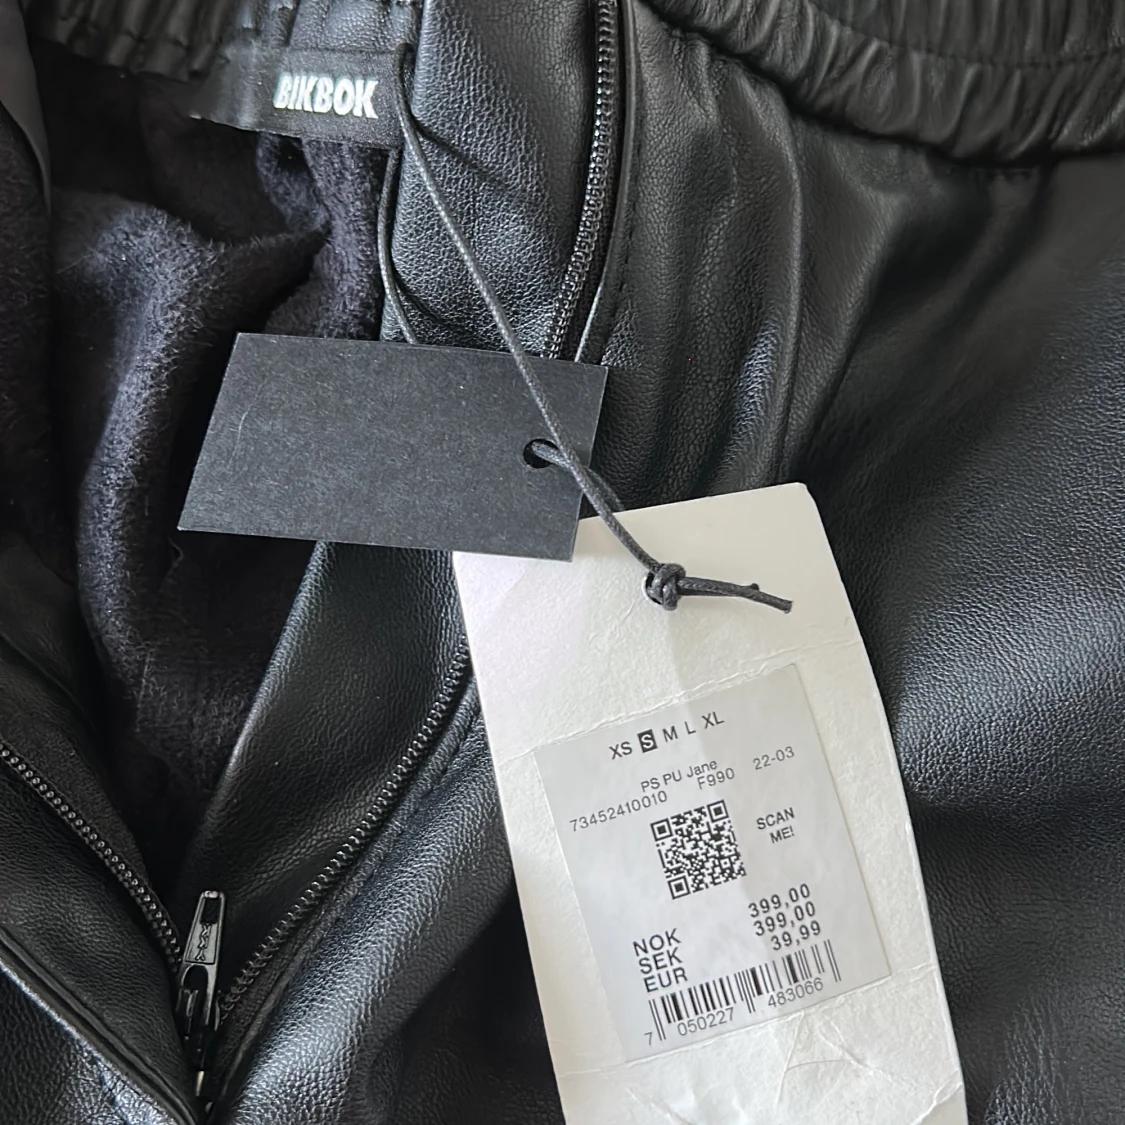 BIKBOK
XS S M L XL
PS PU Jane
73452410010 F990 22-03
SCAN
ME!
NOK 399,00
SEK 399,00
EUR 39,99
7 050227 483066